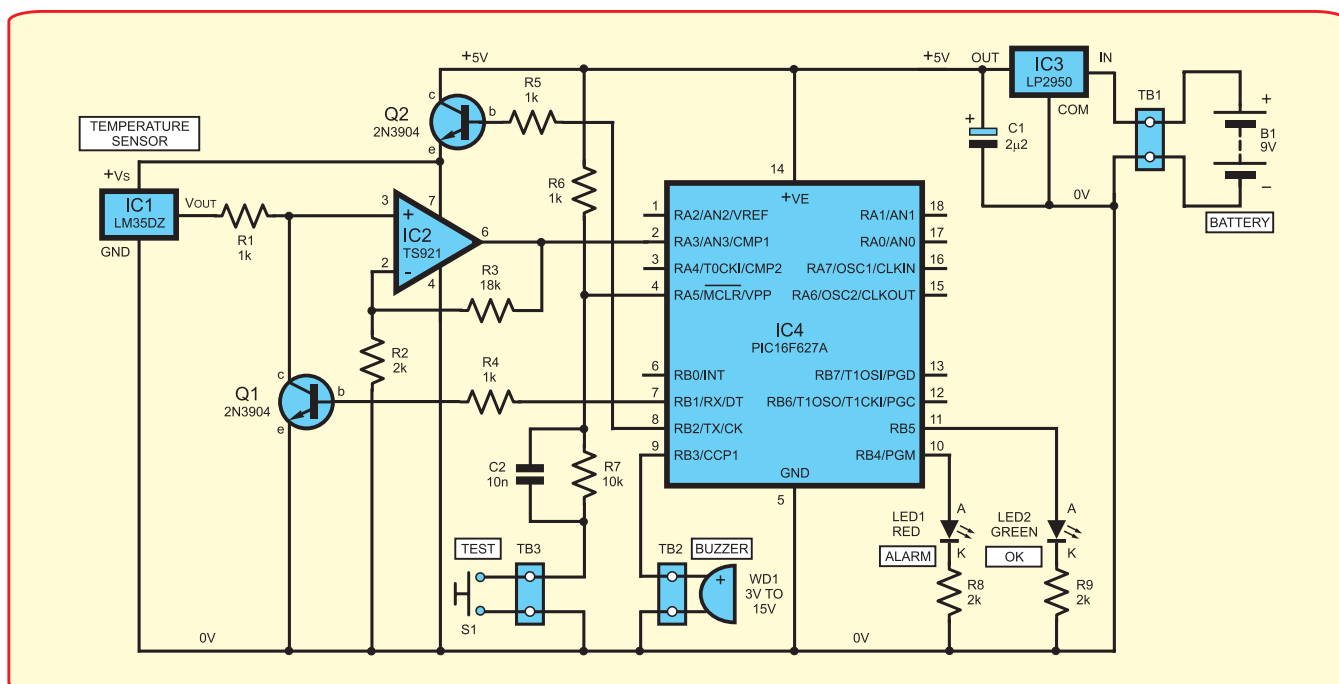 +5V
+5V
OUT
IC3
LP2950
IN
COM
TB1
+
B1
9V
−
BATTERY
R5
1k
c
b
e
Q2
2N3904
TEMPERATURE
SENSOR
+Vs
IC1
LM35DZ
VOUT
GND
R1
1k
3
+
7
IC2
TS921
6
2
-
4
R3
18k
R6
1k
+
C1
2µ2
0V
14
+VE
1
RA2/AN2/VREF
RA1/AN1
18
2
RA3/AN3/CMP1
RA0/AN0
17
3
RA4/T0CKI/CMP2
RA7/OSC1/CLKIN
16
4
RA5/MCLR/VPP
RA6/OSC2/CLKOUT
15
IC4
PIC16F627A
6
RB0/INT
RB7/T1OSI/PGD
13
7
RB1/RX/DT
RB6/T1OSO/T1CKI/PGC
12
8
RB2/TX/CK
RB5
11
9
RB3/CCP1
RB4/PGM
10
GND
5
R2
2k
R4
1k
Q1
2N3904
c
b
e
C2
10n
R7
10k
TEST
TB3
S1
TB2
BUZZER
+
WD1
3V TO
15V
LED1
RED
A
K
ALARM
LED2
GREEN
A
K
OK
R8
2k
R9
2k
0V
0V